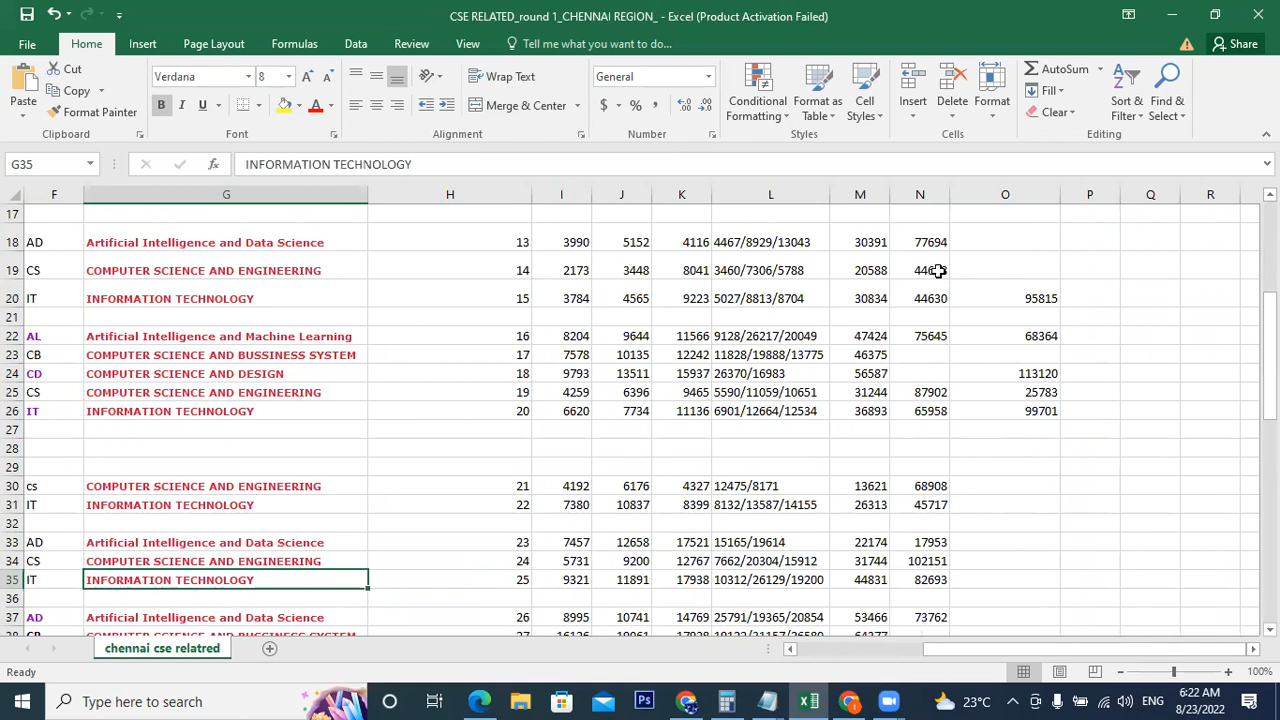 CSE RELATED_round 1_CHENNAI REGION_ - Excel (Product Activation Failed)
File Home Insert Page Layout Formulas Data Review View Tell me what you want to do... Share
Cut
Copy
Format Painter
Paste
Verdana 8
B I U
Wrap Text
Merge & Center
General
$ % ,
Conditional Formatting
Format as Table
Cell Styles
Insert Delete Format
AutoSum
Fill
Clear
Sort & Filter
Find & Select
Clipboard Font Alignment Number Styles Cells Editing
G35 fx INFORMATION TECHNOLOGY
F G H I J K L M N O P Q R
17
18 AD Artificial Intelligence and Data Science 13 3990 5152 4116 4467/8929/13043 30391 77694
19 CS COMPUTER SCIENCE AND ENGINEERING 14 2173 3448 8041 3460/7306/5788 20588
20 IT INFORMATION TECHNOLOGY 15 3784 4565 9223 5027/8813/8704 30834 44630 95815
21
22 AL Artificial Intelligence and Machine Learning 16 8204 9644 11566 9128/26217/20049 47424 75645 68364
23 CB COMPUTER SCIENCE AND BUSSINESS SYSTEM 17 7578 10135 12242 11828/19888/13775 46375
24 CD COMPUTER SCIENCE AND DESIGN 18 9793 13511 15937 26370/16983 56587 113120
25 CS COMPUTER SCIENCE AND ENGINEERING 19 4259 6396 9465 5590/11059/10651 31244 87902 25783
26 IT INFORMATION TECHNOLOGY 20 6620 7734 11136 6901/12664/12534 36893 65958 99701
27
28
29
30 cs COMPUTER SCIENCE AND ENGINEERING 21 4192 6176 4327 12475/8171 13621 68908
31 IT INFORMATION TECHNOLOGY 22 7380 10837 8399 8132/13587/14155 26313 45717
32
33 AD Artificial Intelligence and Data Science 23 7457 12658 17521 15165/19614 22174 17953
34 CS COMPUTER SCIENCE AND ENGINEERING 24 5731 9200 12767 7662/20304/15912 31744 102151
35 IT INFORMATION TECHNOLOGY 25 9321 11891 17938 10312/26129/19200 44831 82693
36
37 AD Artificial Intelligence and Data Science 26 8995 10741 14769 25791/19365/20854 53466 73762
chennai cse relatred
Ready 100%
Type here to search
23°C ENG
6:22 AM
8/23/2022